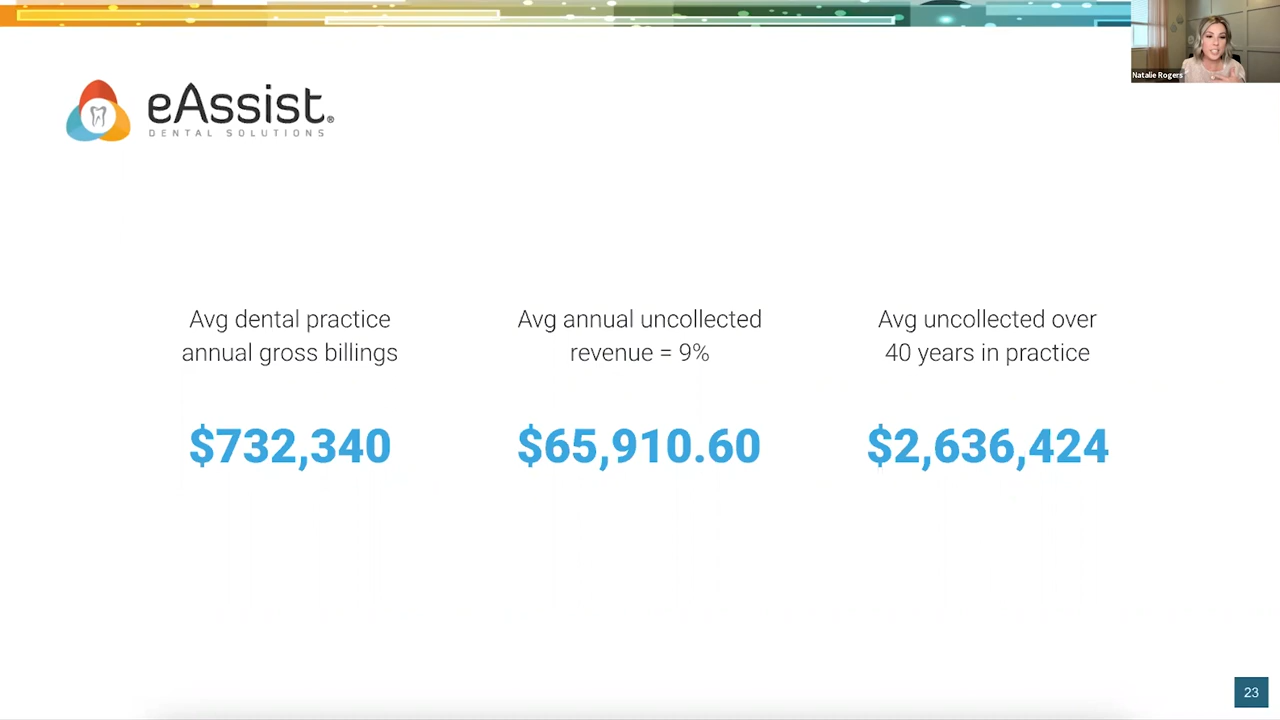 Natalie Rogers
eAssist®
DENTAL SOLUTIONS
Avg dental practice
annual gross billings
$732,340
Avg annual uncollected
revenue = 9%
$65,910.60
Avg uncollected over
40 years in practice
$2,636,424
23